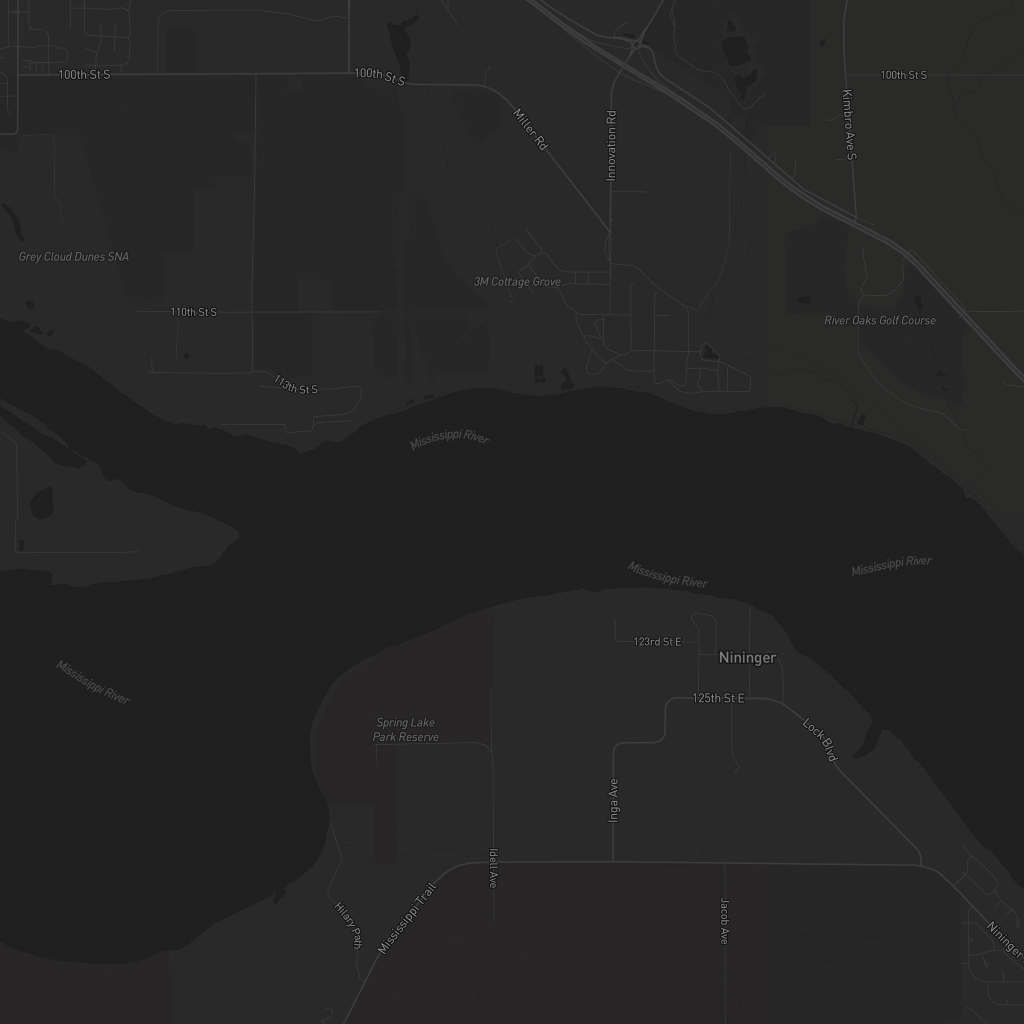 100th St S
100th St S
100th St S
Miller Rd
Innovation Rd
Kimbro Ave S
Grey Cloud Dunes SNA
3M Cottage Grove
110th St S
River Oaks Golf Course
113th St S
Mississippi River
Mississippi River
Mississippi River
123rd St E
Nininger
Mississippi River
125th St E
Spring Lake
Park Reserve
Lock Blvd
Inga Ave
Idell Ave
Mississippi Trail
Hilary Path
Jacob Ave
Nininger